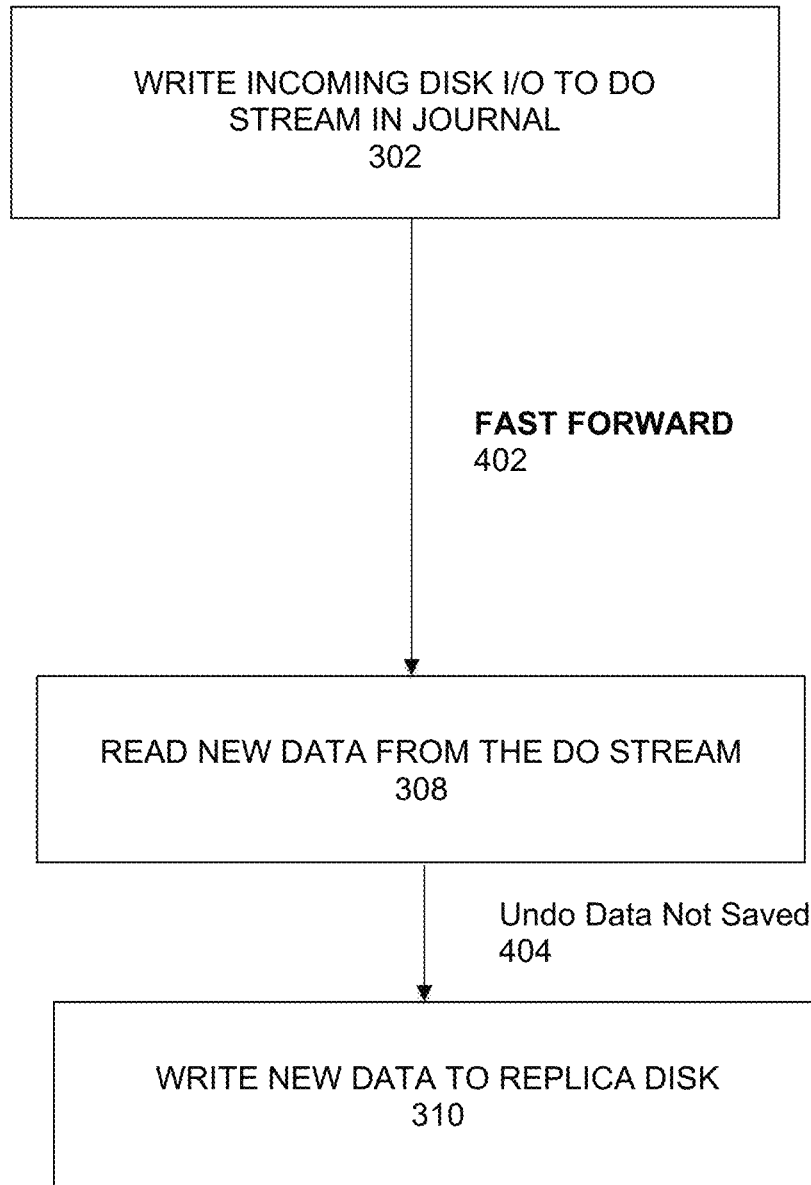 WRITE INCOMING DISK I/O TO DO
STREAM IN JOURNAL
302
FAST FORWARD
402
READ NEW DATA FROM THE DO STREAM
308
Undo Data Not Saved
404
WRITE NEW DATA TO REPLICA DISK
310